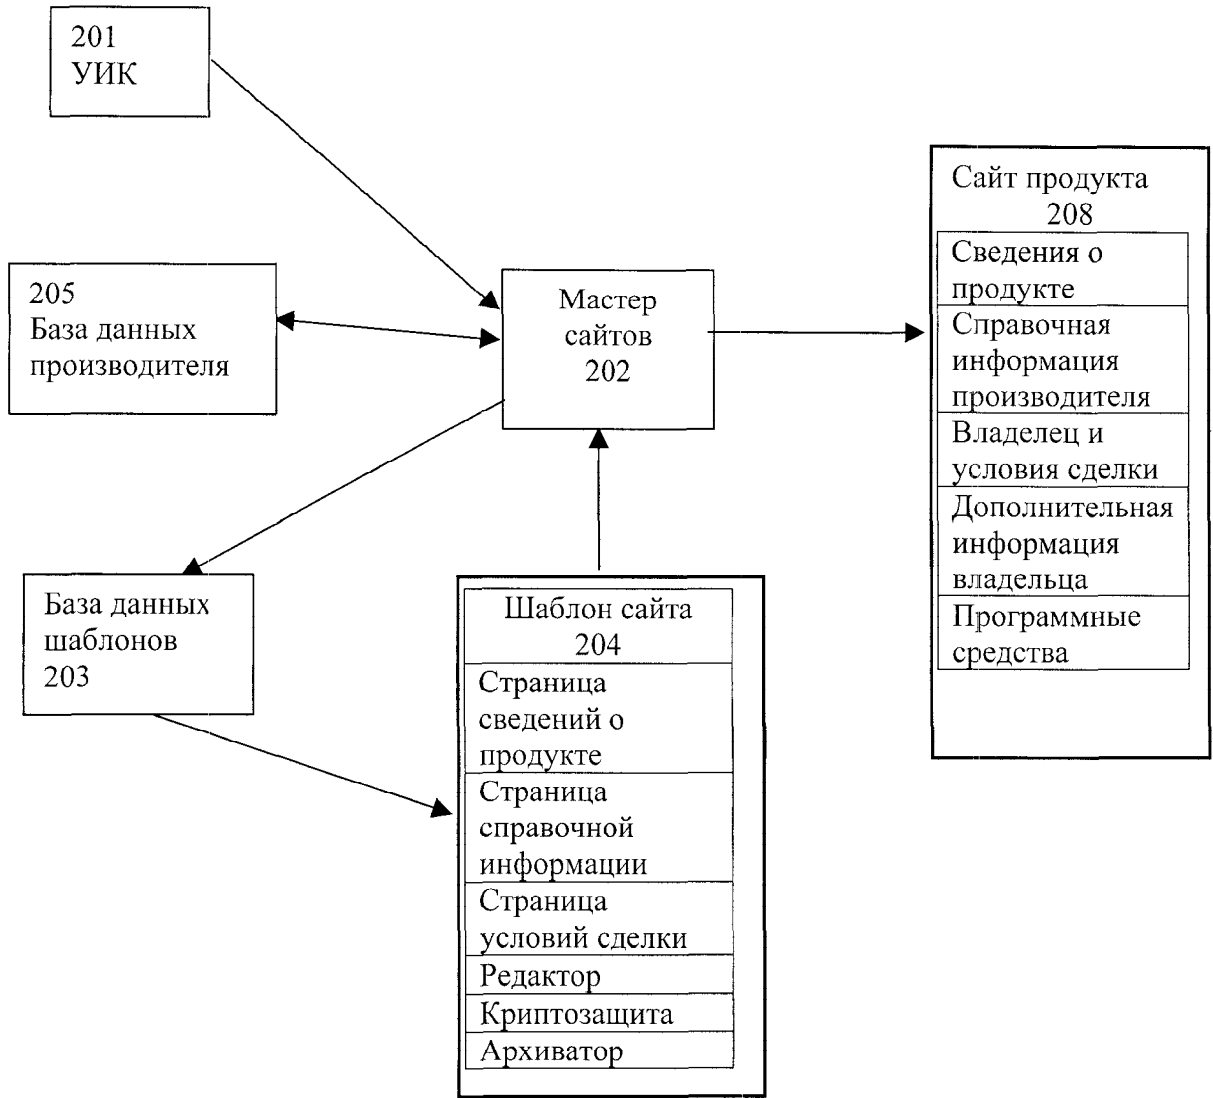 201
УИК
205
База данных
производителя
Мастер
сайтов
202
База данных
шаблонов
203
Шаблон сайта
204
Страница
сведений о
продукте
Страница
справочной
информации
Страница
условий сделки
Редактор
Криптозащита
Архиватор
Сайт продукта
208
Сведения о
продукте
Справочная
информация
производителя
Владелец и
условия сделки
Дополнительная
информация
владельца
Программные
средства